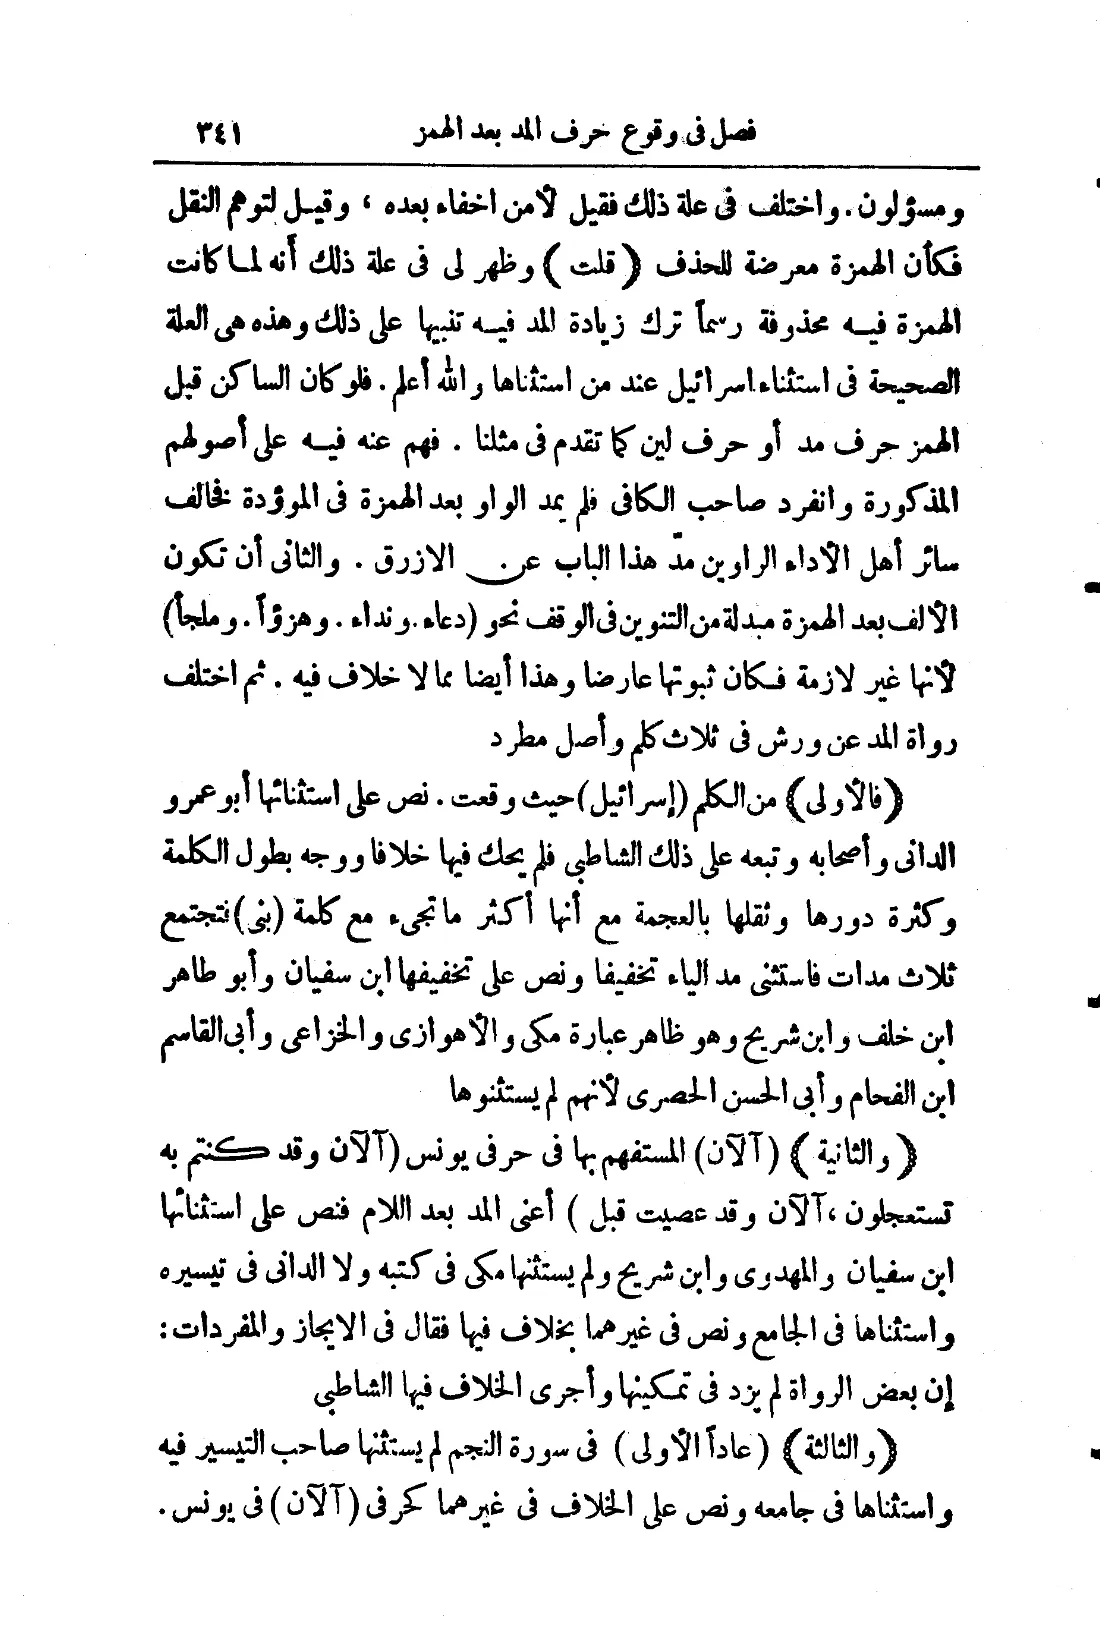 فصل فى وقوع حرف المد بعد الهمز ٣٤١
ومسؤلون. واختلف فى علة ذلك فقيل لأمن اخفاء بعده ، وقيل لتوهم النقل
فكأن الهمزة معرضة للحذف (قلت) وظهر لى فى علة ذلك أنه لما كانت
الهمزة فيه محذوفة رسماً ترك زيادة المد فيه تنبيها على ذلك وهذه هى العلة
الصحيحة فى استثناء اسرائيل عند من استثناها والله أعلم . فلو كان الساكن قبل
الهمز حرف مد أو حرف لين كما تقدم فى مثلنا . فهم عنه فيه على أصولهم
المذكورة وانفرد صاحب الكافى فلم يمد الواو بعد الهمزة فى الموؤدة فخالف
سائر أهل الأداء الراوين مدّ هذا الباب عن الازرق . والثانى أن تكون
الألف بعد الهمزة مبدلة من التنوين فى الوقف نحو (دعاء . ونداء . وهزؤاً . وملجأ)
لأنها غير لازمة فكان ثبوتها عارضا وهذا أيضا مما لا خلاف فيه . ثم اختلف
رواة المد عن ورش فى ثلاث كلم وأصل مطرد
(فالأولى) من الكلم (إسرائيل) حيث وقعت . نص على استثنائها أبو عمرو
الدانى وأصحابه وتبعه على ذلك الشاطبى فلم يحك فيها خلافا ووجه بطول الكلمة
وكثرة دورها وثقلها بالعجمة مع أنها أكثر ما تجىء مع كلمة (بنى) فتجتمع
ثلاث مدات فاستثنى مد الياء تخفيفا ونص على تخفيفها ابن سفيان وأبو طاهر
ابن خلف وابن شريح وهو ظاهر عبارة مكى والأهوازى والخزاعى وأبى القاسم
ابن الفحام وأبى الحسن الحصرى لأنهم لم يستثنوها
(والثانية) (آلآن) المستفهم بها فى حرفى يونس (آلآن وقد كنتم به
تستعجلون ، آلآن وقد عصيت قبل ) أعنى المد بعد اللام فنص على استثنائها
ابن سفيان والمهدوى وابن شريح ولم يستثنها مكى فى كتبه ولا الدانى فى تيسيره
واستثناها فى الجامع ونص فى غيرهما بخلاف فيها فقال فى الايجاز والمفردات :
إن بعض الرواة لم يزد فى تمكينها وأجرى الخلاف فيها الشاطبى
(والثالثة) (عاداً الأولى) فى سورة النجم لم يستثنها صاحب التيسير فيه
واستثناها فى جامعه ونص على الخلاف فى غيرهما كحرفى (آلآن) فى يونس .